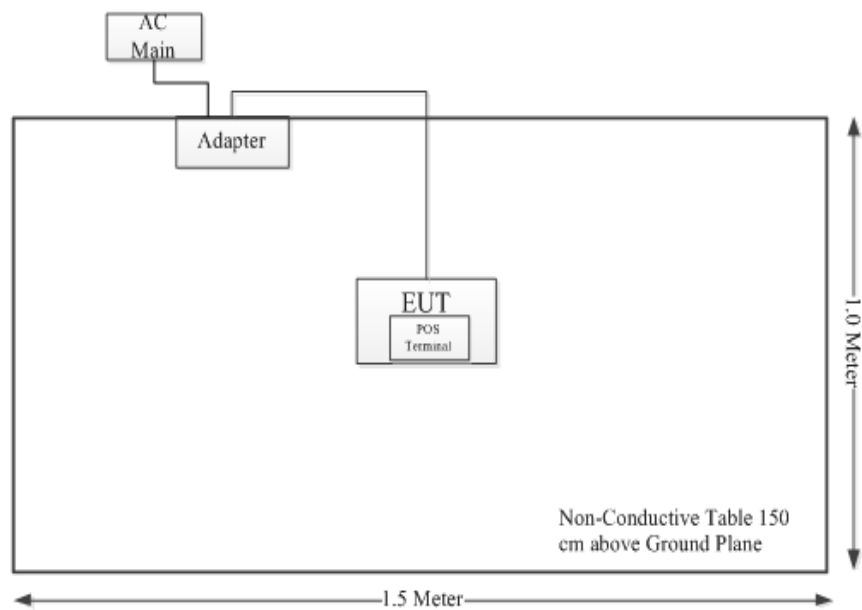 AC
Main
Adapter
EUT
POS
Terminal
1.0 Meter
Non-Conductive Table 150
cm above Ground Plane
1.5 Meter